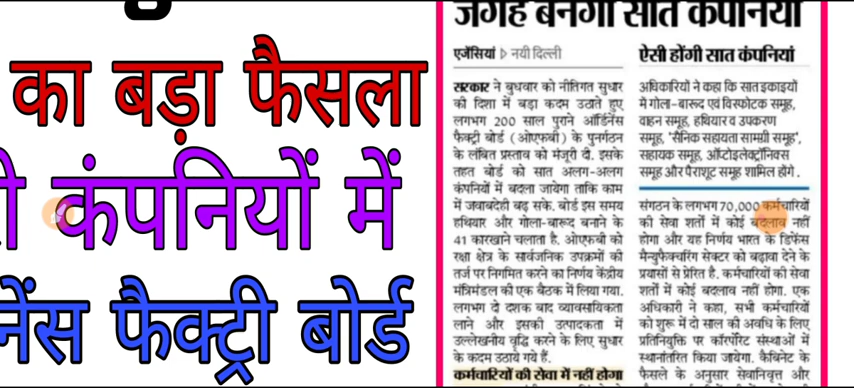 का बड़ा फैसला
कंपनियों में
फैक्ट्री बोर्ड
जगह बनेगी सात कंपनियां
एजेंसियां ▷ नयी दिल्ली
सरकार ने बुधवार को नीतिगत सुधार
की दिशा में बड़ा कदम उठाते हुए
लगभग 200 साल पुराने ऑर्डिनेंस
फैक्ट्री बोर्ड (ओएफबी) के पुनर्गठन
के लंबित प्रस्ताव को मंजूरी दी. इसके
तहत बोर्ड को सात अलग-अलग
कंपनियों में बदला जायेगा ताकि काम
में जवाबदेही बढ़ सके. बोर्ड इस समय
हथियार और गोला-बारूद बनाने के
41 कारखाने चलाता है. ओएफबी को
रक्षा क्षेत्र के सार्वजनिक उपक्रमों की
तर्ज पर निगमित करने का निर्णय केंद्रीय
मंत्रिमंडल की एक बैठक में लिया गया.
लगभग दो दशक बाद व्यावसायिकता
लाने और इसकी उत्पादकता में
उल्लेखनीय वृद्धि करने के लिए सुधार
के कदम उठाये गये हैं.
कर्मचारियों की सेवा में नहीं होगा
ऐसी होंगी सात कंपनियां
अधिकारियों ने कहा कि सात इकाइयों
में गोला-बारूद एवं विस्फोटक समूह,
वाहन समूह, हथियार व उपकरण
समूह, 'सैनिक सहायता सामग्री समूह',
सहायक समूह, ऑप्टोइलेक्ट्रॉनिक्स
समूह और पैराशूट समूह शामिल होंगे .
संगठन के लगभग 70,000 कर्मचारियों
की सेवा शर्तों में कोई बदलाव नहीं
होगा और यह निर्णय भारत के डिफेंस
मैन्युफैक्चरिंग सेक्टर को बढ़ावा देने के
प्रयासों से प्रेरित है. कर्मचारियों की सेवा
शर्तों में कोई बदलाव नहीं होगा. एक
अधिकारी ने कहा, सभी कर्मचारियों
को शुरू में दो साल की अवधि के लिए
प्रतिनियुक्ति पर कॉरपोरेट संस्थाओं में
स्थानांतरित किया जायेगा. कैबिनेट के
फैसले के अनुसार सेवानिवृत्त और